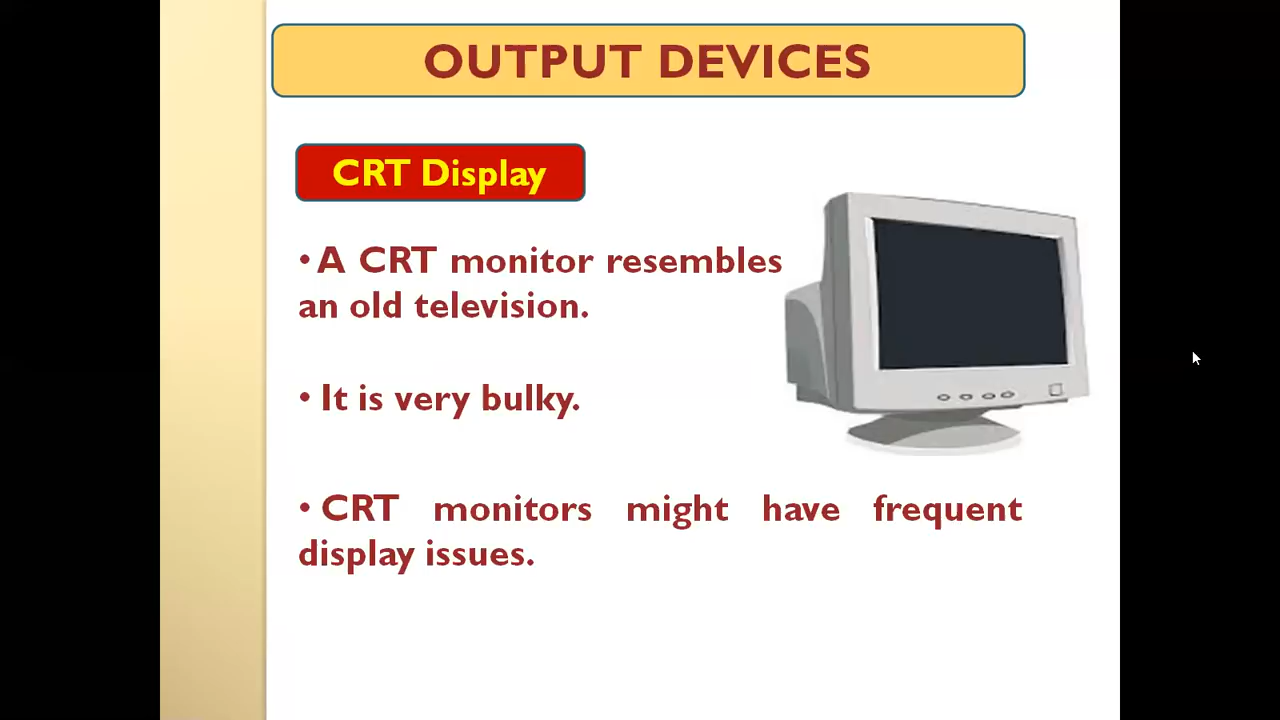 OUTPUT DEVICES
CRT Display
• A CRT monitor resembles
an old television.
• It is very bulky.
• CRT monitors might have frequent
display issues.